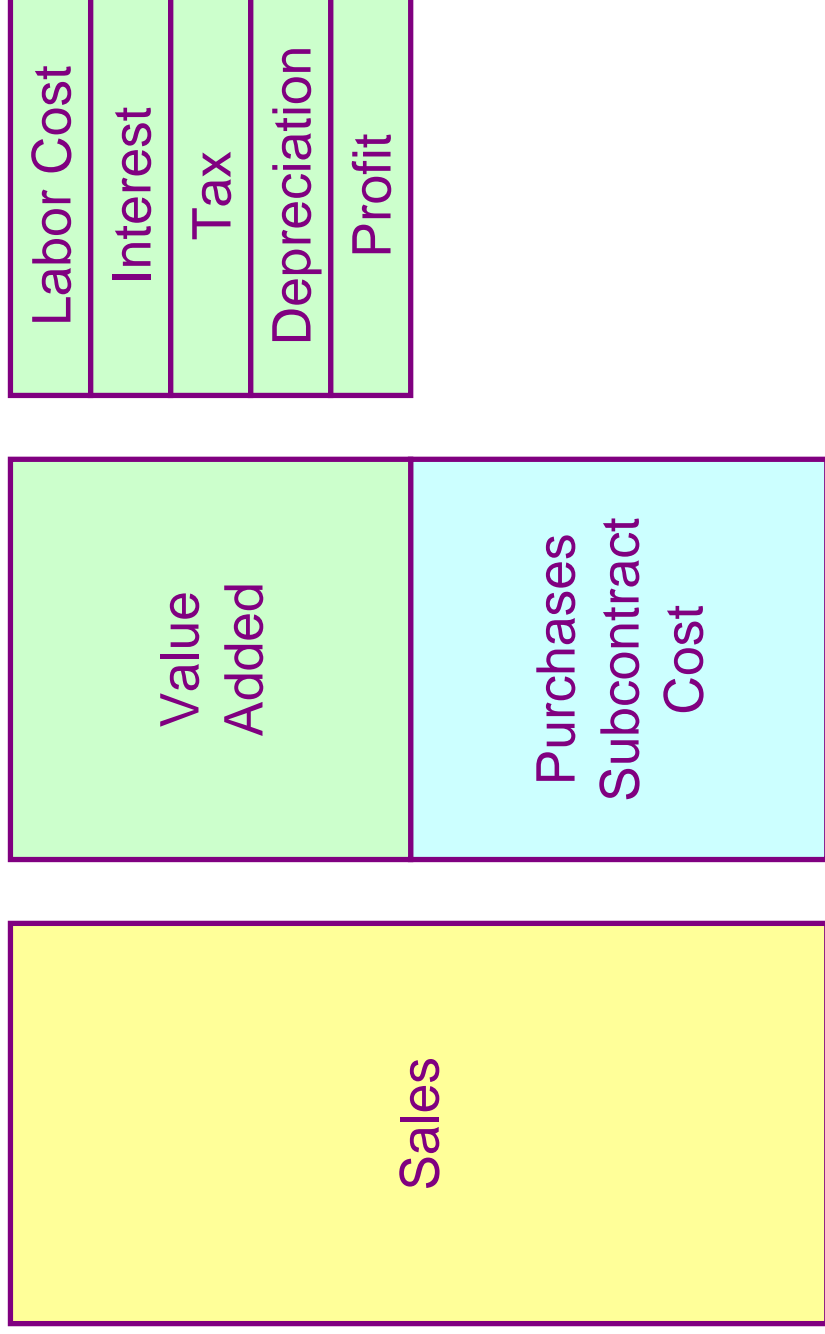 Sales
Value
Added
Purchases
Subcontract
Cost
Labor Cost
Interest
Tax
Depreciation
Profit